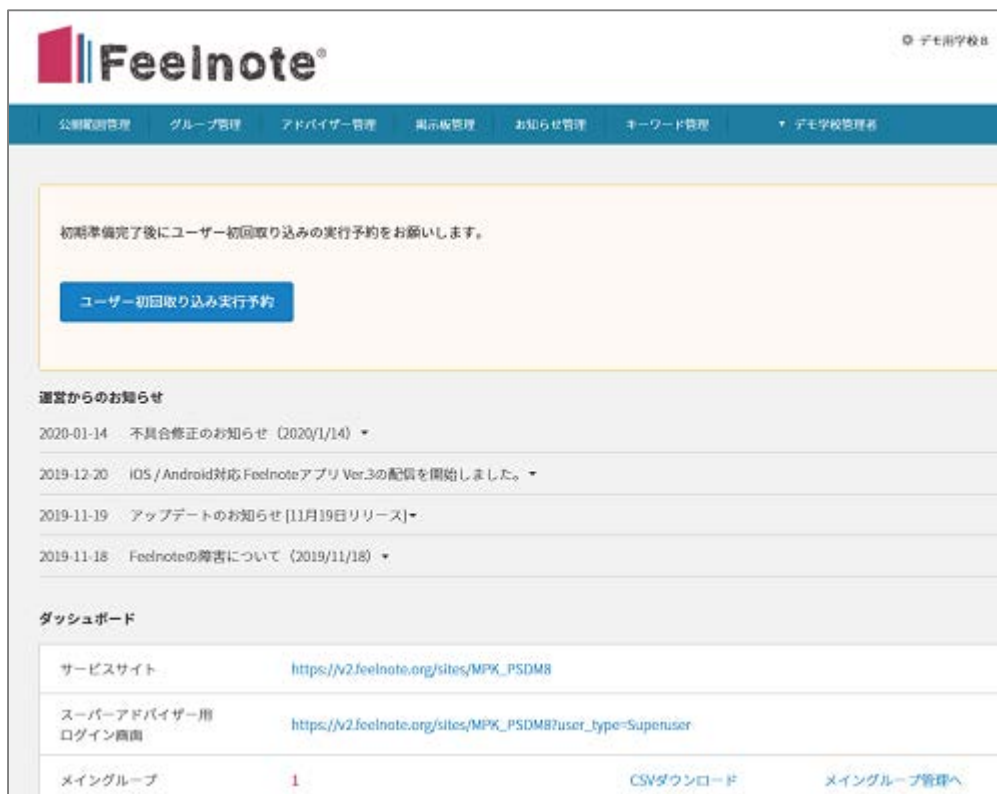 Feelnote®
デモ用学校8
公開範囲管理 グループ管理 アドバイザー管理 掲示板管理 お知らせ管理 キーワード管理 ▼ デモ学校管理者
初期準備完了後にユーザー初回取り込みの実行予約をお願いします。
ユーザー初回取り込み実行予約
運営からのお知らせ
2020-01-14 不具合修正のお知らせ（2020/1/14）▼
2019-12-20 iOS / Android対応 Feelnoteアプリ Ver.3の配信を開始しました。▼
2019-11-19 アップデートのお知らせ [11月19日リリース]▼
2019-11-18 Feelnoteの障害について（2019/11/18）▼
ダッシュボード
サービスサイト https://v2.feelnote.org/sites/MPK_PSDM8
スーパーアドバイザー用
ログイン画面 https://v2.feelnote.org/sites/MPK_PSDM8?user_type=Superuser
メイングループ 1 CSVダウンロード メイングループ管理へ